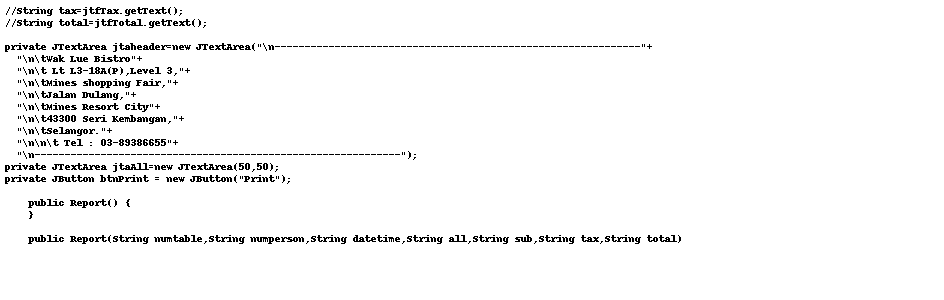 //String tax=jtfTax.getText();
//String total=jtfTotal.getText();
private JTextArea jtaheader=new JTextArea("\n-------------------------------------------------------------"+
"\n\tWak Lue Bistro"+
"\n\t Lt L3-18A(P),Level 3,"+
"\n\tMines shopping Fair,"+
"\n\tJalan Dulang,"+
"\n\tMines Resort City"+
"\n\t43300 Seri Kembangan,"+
"\n\tSelangor."+
"\n\n\t Tel : 03-89386655"+
"\n-------------------------------------------------------------");
private JTextArea jtaAll=new JTextArea(50,50);
private JButton btnPrint = new JButton("Print");
public Report() {
}
public Report(String numtable,String numperson,String datetime,String all,String sub,String tax,String total)